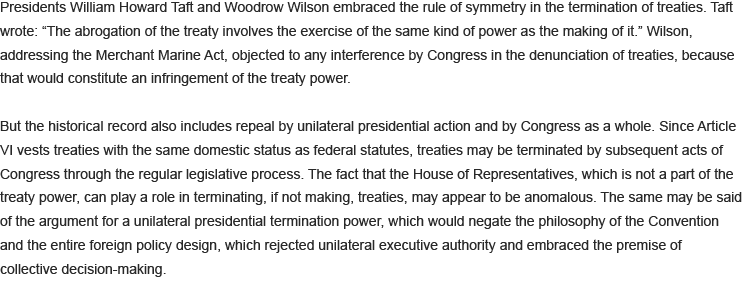 Presidents William Howard Taft and Woodrow Wilson embraced the rule of symmetry in the termination of treaties. Taft
wrote: “The abrogation of the treaty involves the exercise of the same kind of power as the making of it.” Wilson,
addressing the Merchant Marine Act, objected to any interference by Congress in the denunciation of treaties, because
that would constitute an infringement of the treaty power.
But the historical record also includes repeal by unilateral presidential action and by Congress as a whole. Since Article
VI vests treaties with the same domestic status as federal statutes, treaties may be terminated by subsequent acts of
Congress through the regular legislative process. The fact that the House of Representatives, which is not a part of the
treaty power, can play a role in terminating, if not making, treaties, may appear to be anomalous. The same may be said
of the argument for a unilateral presidential termination power, which would negate the philosophy of the Convention
and the entire foreign policy design, which rejected unilateral executive authority and embraced the premise of
collective decision-making.